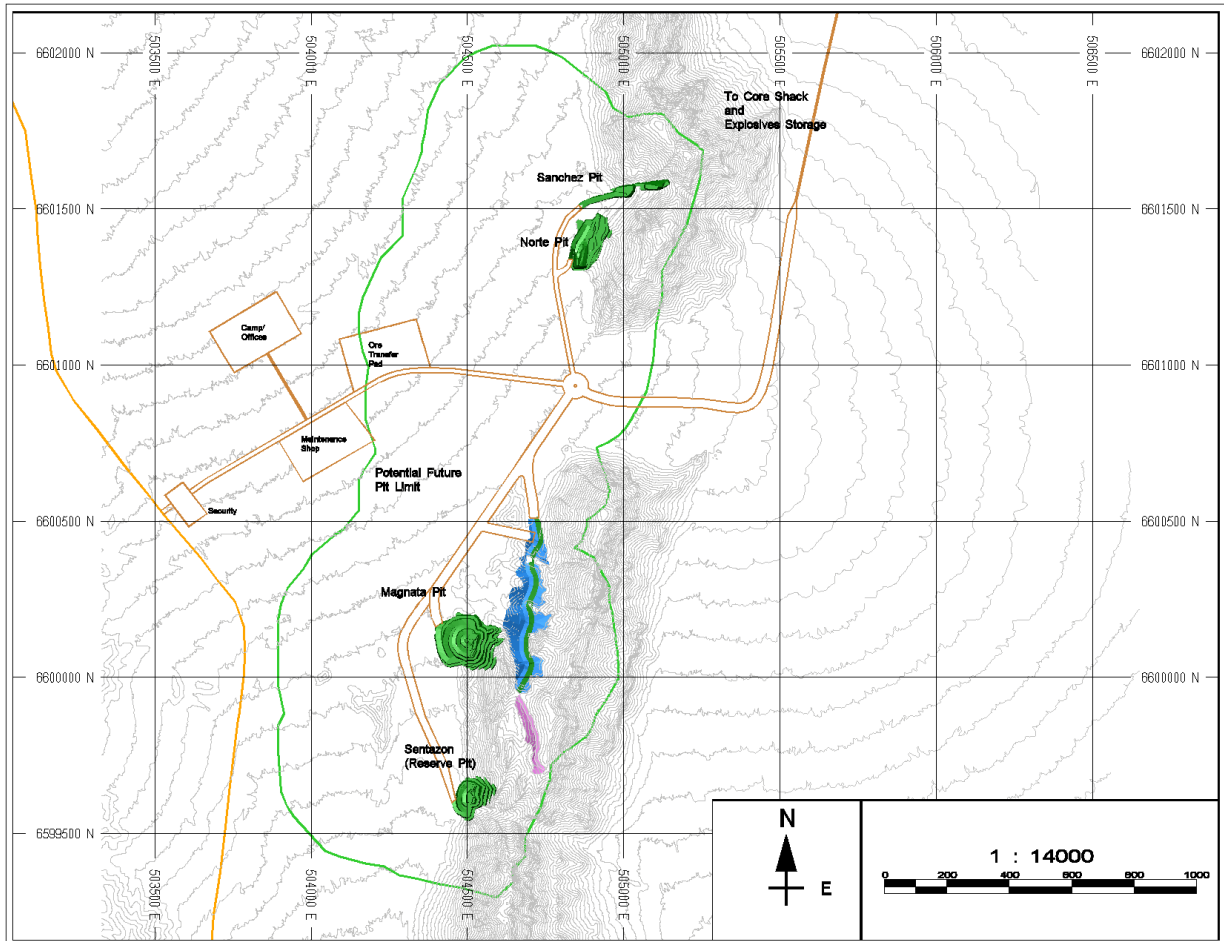 503500 E
504000 E
504500 E
505000 E
505500 E
506000 E
506500 E
6602000 N
6602000 N
To Core Shack
and
Explosives Storage
Sanchez Pit
6601500 N
6601500 N
Norte Pit
Camp/
Offices
Ore
Transfer
Pad
6601000 N
6601000 N
Maintenance
Shop
Potential Future
Pit Limit
Security
6600500 N
6600500 N
Magnata Pit
6600000 N
6600000 N
Sentazon
(Reserve Pit)
6599500 N
503500 E
504000 E
504500 E
505000 E
N
E
1 : 14000
0 200 400 600 800 1000